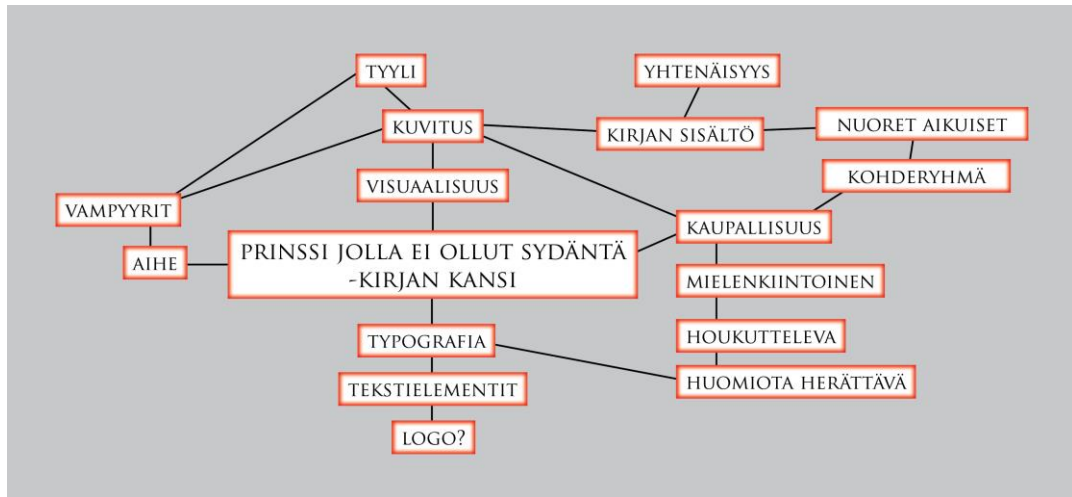 TYYLI
YHTENÄISYYS
KUVITUS
KIRJAN SISÄLTÖ
NUORET AIKUISET
VISUAALISUUS
KOHDERYHMÄ
VAMPYYRIT
KAUPALLISUUS
AIHE
PRINSSI JOLLA EI OLLUT SYDÄNTÄ
-KIRJAN KANSI
MIELENKIINTOINEN
TYPOGRAFIA
HOUKUTTELEVA
TEKSTIELEMENTIT
HUOMIOTA HERÄTTÄVÄ
LOGO?